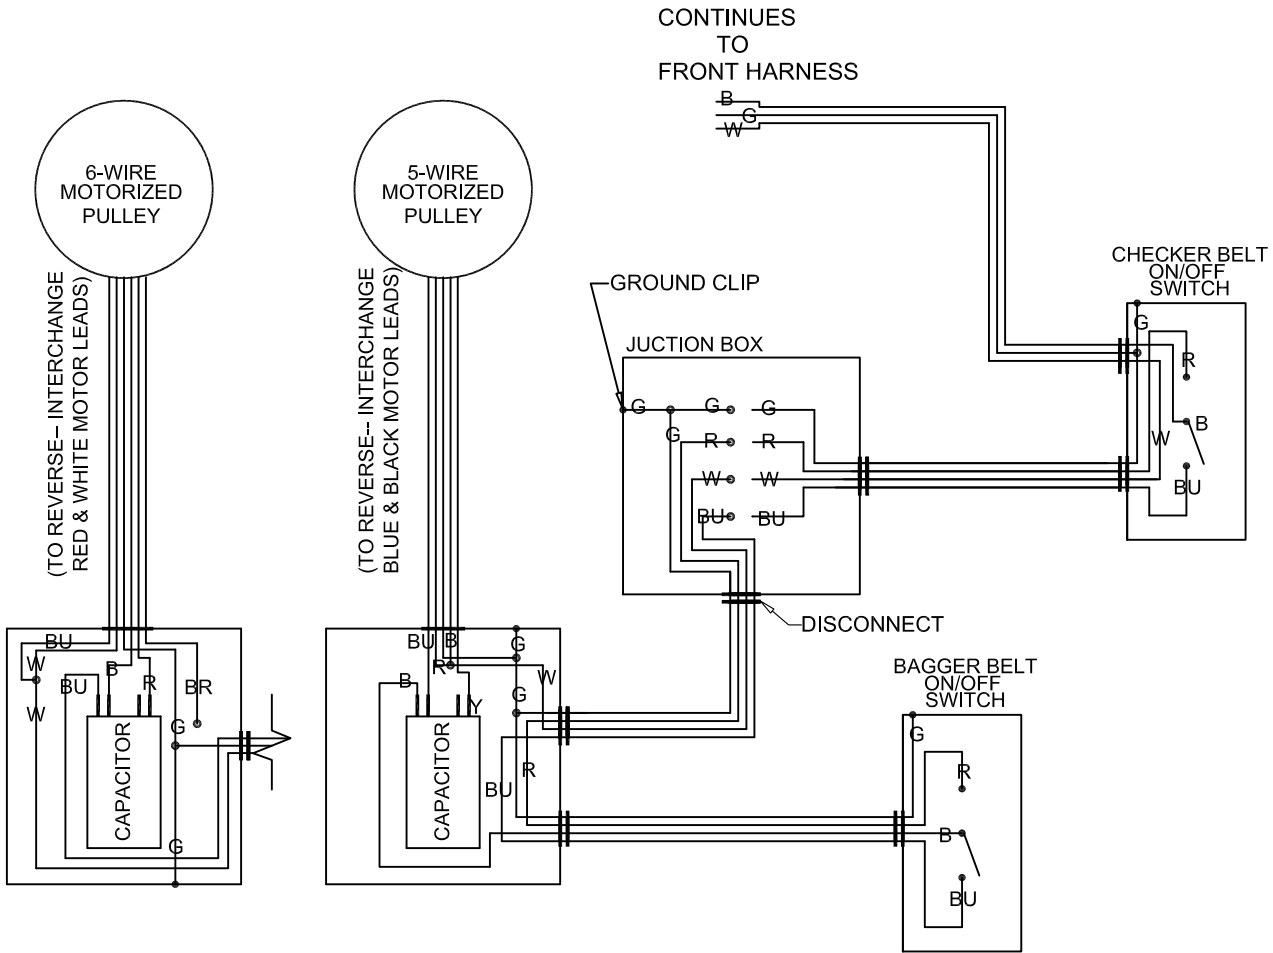 CONTINUES
TO
FRONT HARNESS
B
G
W
6-WIRE
MOTORIZED
PULLEY
5-WIRE
MOTORIZED
PULLEY
(TO REVERSE-- INTERCHANGE
RED & WHITE MOTOR LEADS)
(TO REVERSE-- INTERCHANGE
BLUE & BLACK MOTOR LEADS)
GROUND CLIP
JUCTION BOX
G
G
G
G
R
R
W
W
BU
BU
DISCONNECT
CHECKER BELT
ON/OFF
SWITCH
G
R
B
W
BU
BU
W
B
BU
R
BR
W
G
CAPACITOR
G
BU
B
G
R
W
B
G
Y
CAPACITOR
R
BU
BAGGER BELT
ON/OFF
SWITCH
G
R
B
BU